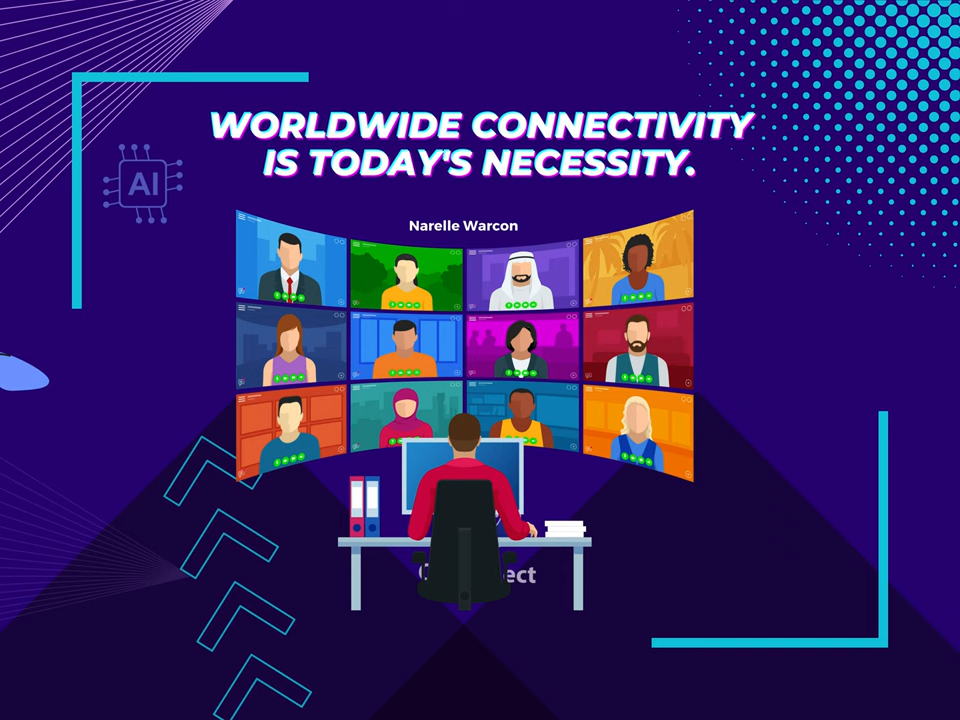 WORLDWIDE CONNECTIVITY
IS TODAY'S NECESSITY.
AI
Narelle Warcon